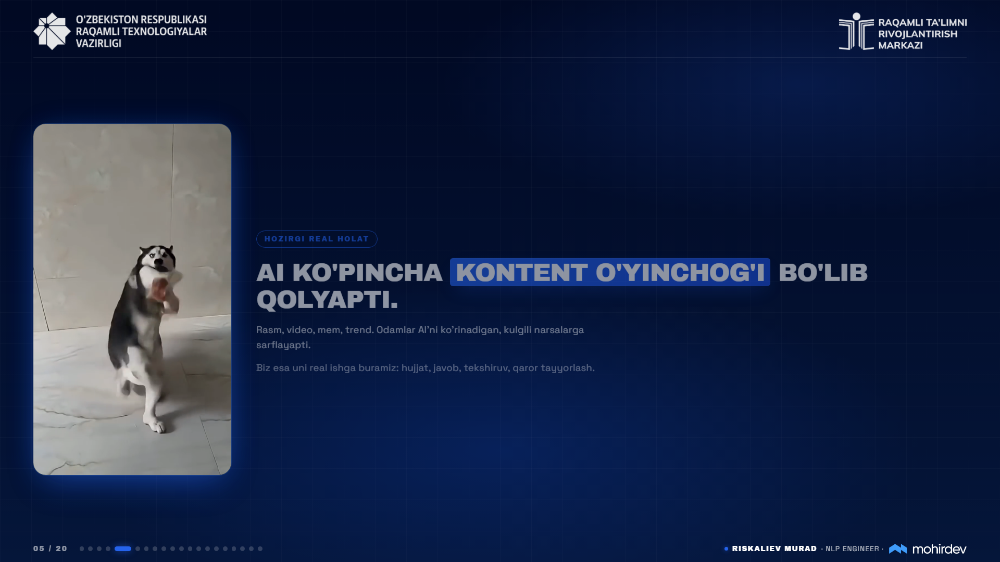 O'ZBEKISTON RESPUBLIKASI
RAQAMLI TEXNOLOGIYALAR
VAZIRLIGI
RAQAMLI TA'LIMNI
RIVOJLANTIRISH
MARKAZI
HOZIRGI REAL HOLAT
AI KO'PINCHA KONTENT O'YINCHOG'I BO'LIB
QOLYAPTI.
Rasm, video, mem, trend. Odamlar AI’ni ko’rinadigan, kulgili narsalarga
sarflayapti.
Biz esa uni real ishga buramiz: hujjat, javob, tekshiruv, qaror tayyorlash.
05 / 20
RISKALIEV MURAD · NLP ENGINEER · mohirdev